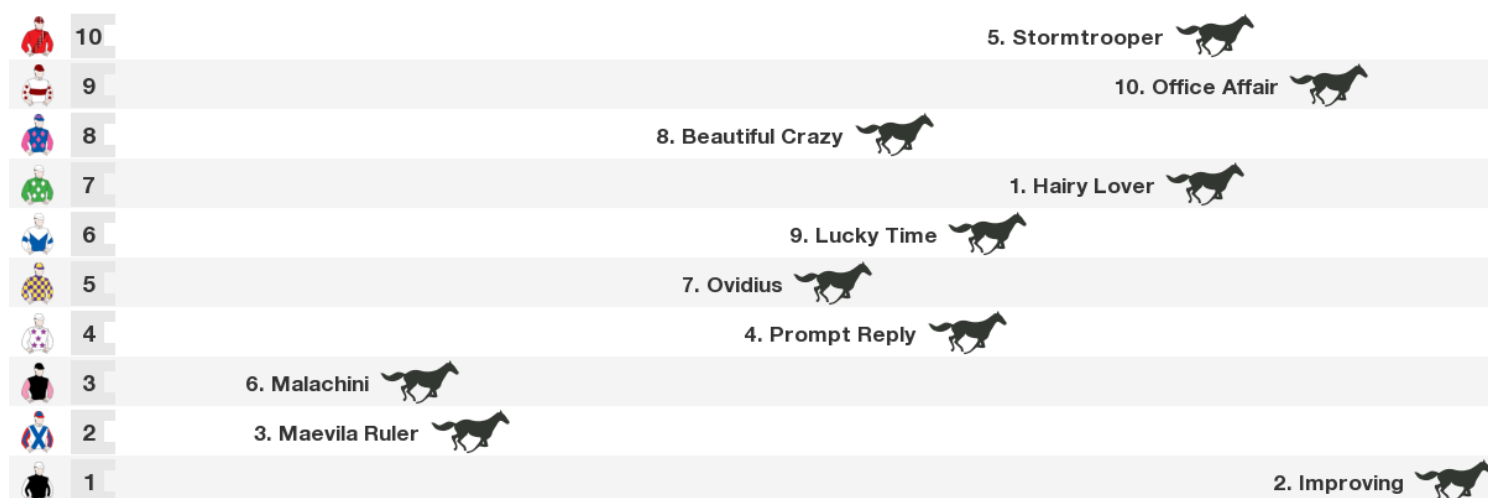 10 5. Stormtrooper
9 10. Office Affair
8 8. Beautiful Crazy
7 1. Hairy Lover
6 9. Lucky Time
5 7. Ovidius
4 4. Prompt Reply
3 6. Malachini
2 3. Maevila Ruler
1 2. Improving